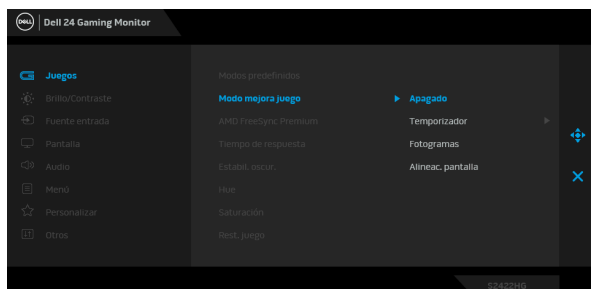 DELL
Dell 24 Gaming Monitor
Juegos
Brillo/Contraste
Fuente entrada
Pantalla
Audio
Menú
Personalizar
Otros
Modos predefinidos
Modo mejora juego
AMD FreeSync Premium
Tiempo de respuesta
Estabil. oscur.
Hue
Saturación
Rest. juego
Apagado
Temporizador
Fotogramas
Alineac. pantalla
S2422HG